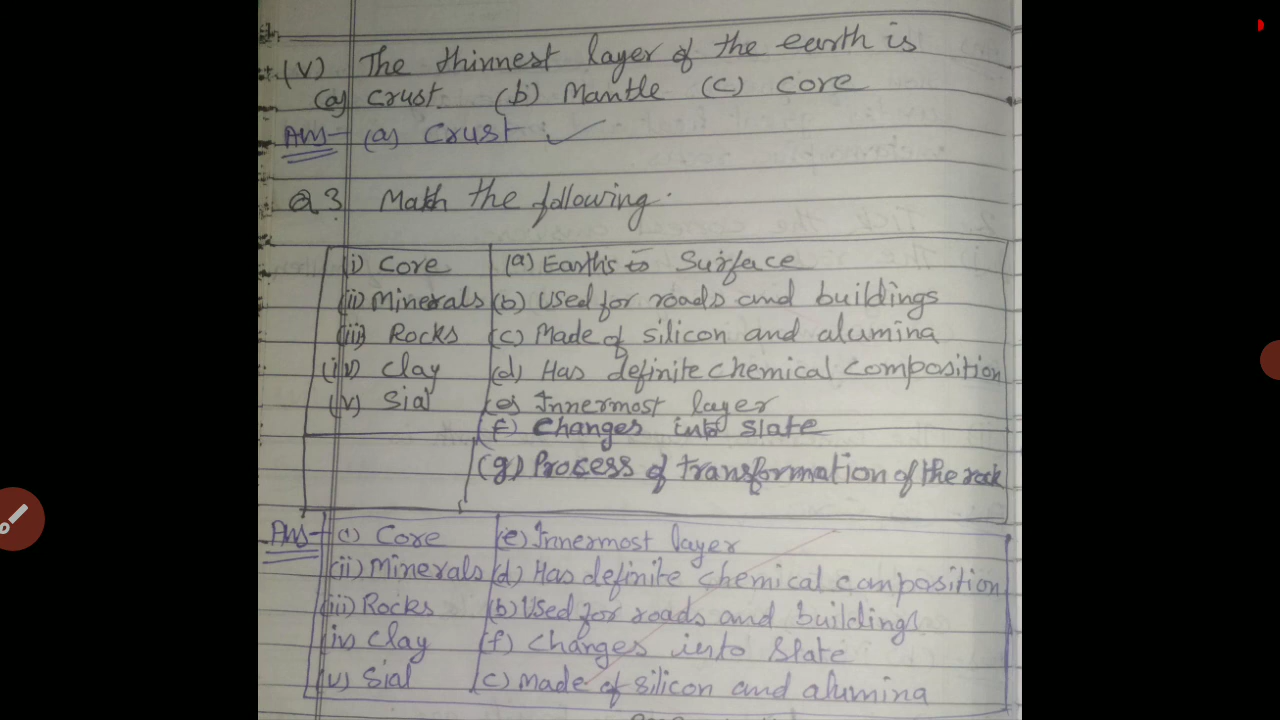 (v) The thinnest layer of the earth is
(a) crust (b) Mantle (c) core
Ans- (a) Crust
Q3 Math the following.
(i) Core (a) Earth's to Surface
(ii) Minerals (b) Used for roads and buildings
(iii) Rocks (c) Made of silicon and alumina
(iv) Clay (d) Has definite chemical composition
(v) Sial (e) Innermost layer
(f) Changes into slate
(g) Process of transformation of the rock
Ans- (i) Core (e) Innermost layer
(ii) Minerals (d) Has definite chemical camposition
(iii) Rocks (b) Used for roads and buildings
(iv) Clay (f) Changes into Slate
(v) Sial (c) made of silicon and alumina